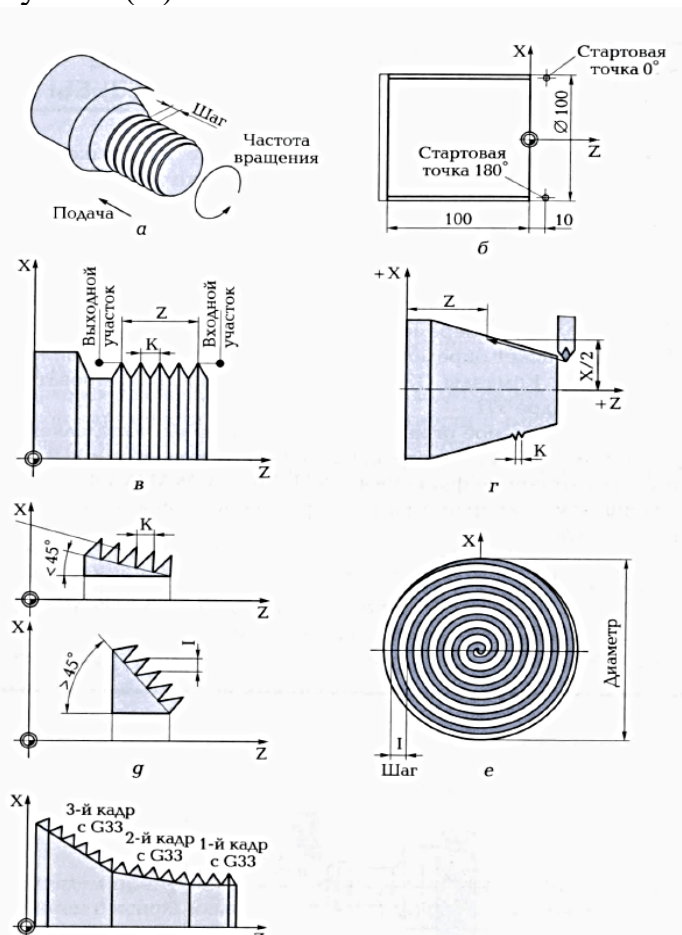 Шаг
Частота
вращения
Подача
а
X
Стартовая
точка 0°
Ø 100
Z
Стартовая
точка 180°
100
10
б
X
Выходной
участок
Z
K
Входной
участок
Z
в
+X
Z
X/2
+Z
K
г
X
K
<45°
Z
X
>45°
I
Z
д
X
Диаметр
I
Шаг
е
X
3-й кадр
с G33
2-й кадр
с G33
1-й кадр
с G33
Z